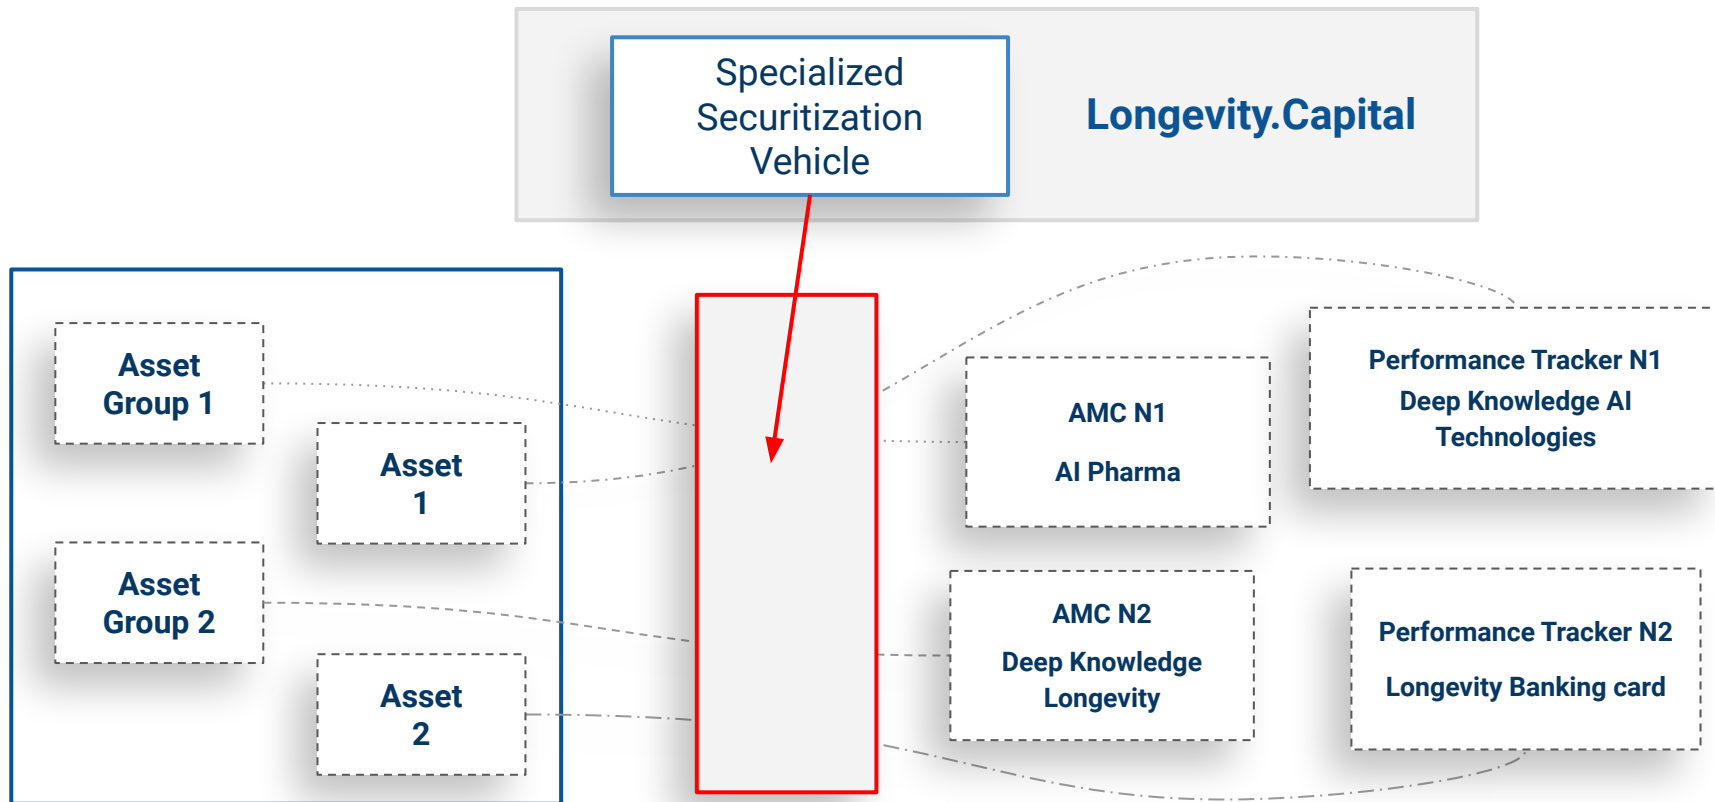 Specialized
Securitization
Vehicle
Longevity.Capital
Asset
Group 1
Asset
1
Asset
Group 2
Asset
2
AMC N1
AI Pharma
Performance Tracker N1
Deep Knowledge AI
Technologies
AMC N2
Deep Knowledge
Longevity
Performance Tracker N2
Longevity Banking card